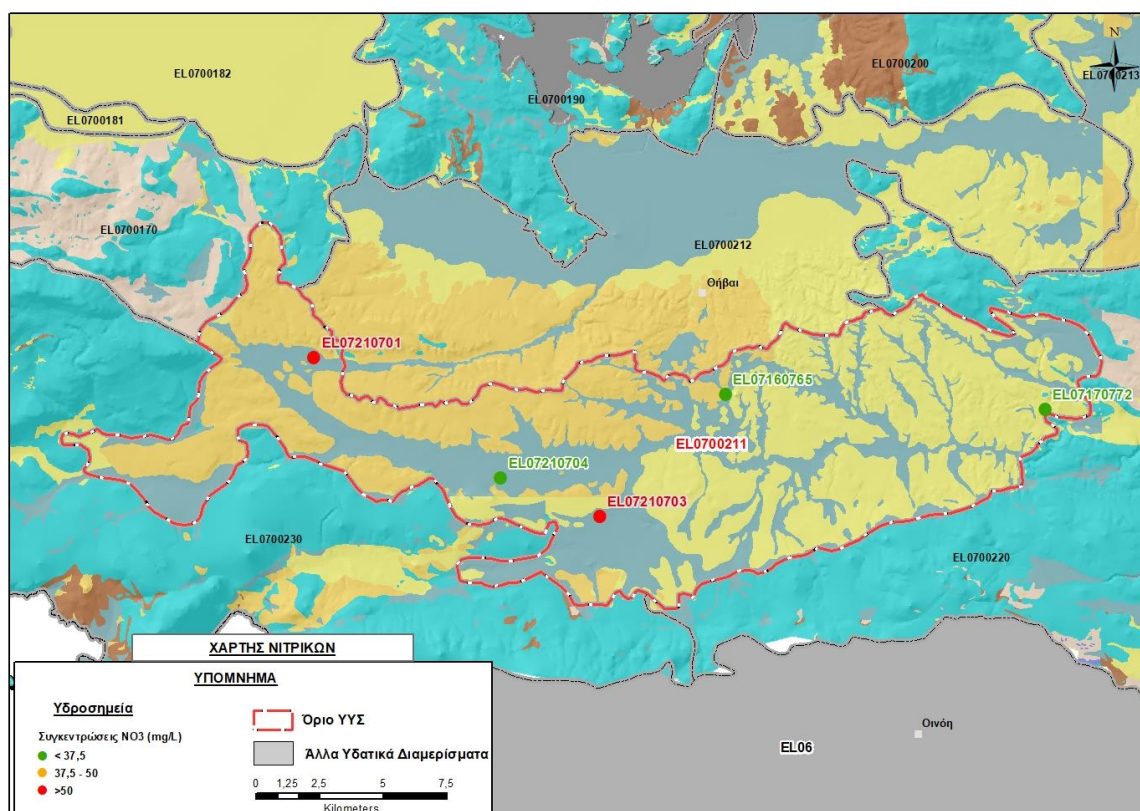 EL0700182
EL0700200
N
EL0700213
EL0700190
EL0700181
EL0700170
EL0700212
Θήβαι
EL07210701
EL07160765
EL07170772
EL0700211
EL07210704
EL07210703
EL0700230
EL0700220
ΧΑΡΤΗΣ ΝΙΤΡΙΚΩΝ
ΥΠΟΜΝΗΜΑ
Υδροσημεία
Συγκεντρώσεις NO3 (mg/L)
< 37,5
37,5 - 50
>50
Όριο ΥΥΣ
Άλλα Υδατικά Διαμερίσματα
0 1,25 2,5 5 7,5
Kilometers
Οινόη
EL06